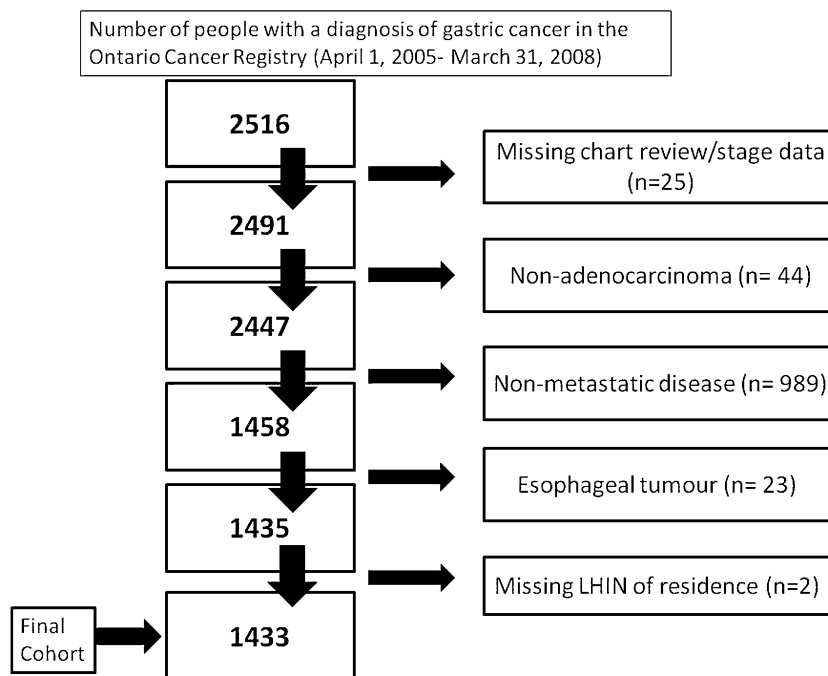 Number of people with a diagnosis of gastric cancer in the
Ontario Cancer Registry (April 1, 2005- March 31, 2008)
2516
Missing chart review/stage data
(n=25)
2491
Non-adenocarcinoma (n= 44)
2447
Non-metastatic disease (n= 989)
1458
Esophageal tumour (n= 23)
1435
Missing LHIN of residence (n=2)
Final
Cohort
1433